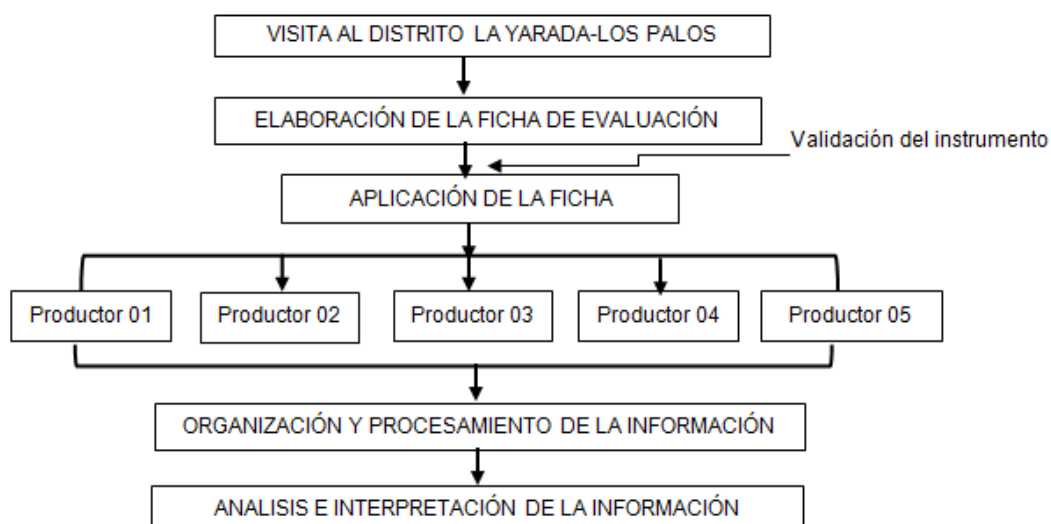 VISITA AL DISTRITO LA YARADA-LOS PALOS
ELABORACIÓN DE LA FICHA DE EVALUACIÓN
Validación del instrumento
APLICACIÓN DE LA FICHA
Productor 01
Productor 02
Productor 03
Productor 04
Productor 05
ORGANIZACIÓN Y PROCESAMIENTO DE LA INFORMACIÓN
ANALISIS E INTERPRETACIÓN DE LA INFORMACIÓN